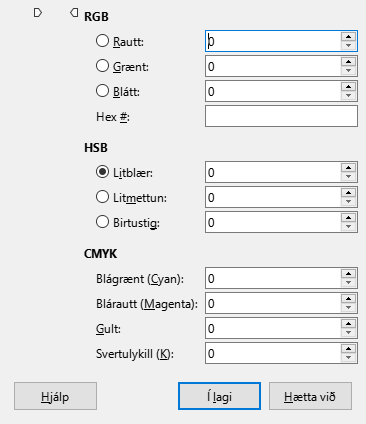 RGB
Rautt: 0
Grænt: 0
Blátt: 0
Hex #:
HSB
Litblær: 0
Litmettun: 0
Birtustig: 0
CMYK
Blágrænt (Cyan): 0
Blárautt (Magenta): 0
Gult: 0
Svertulykill (K): 0
Hjálp Í lagi Hætta við